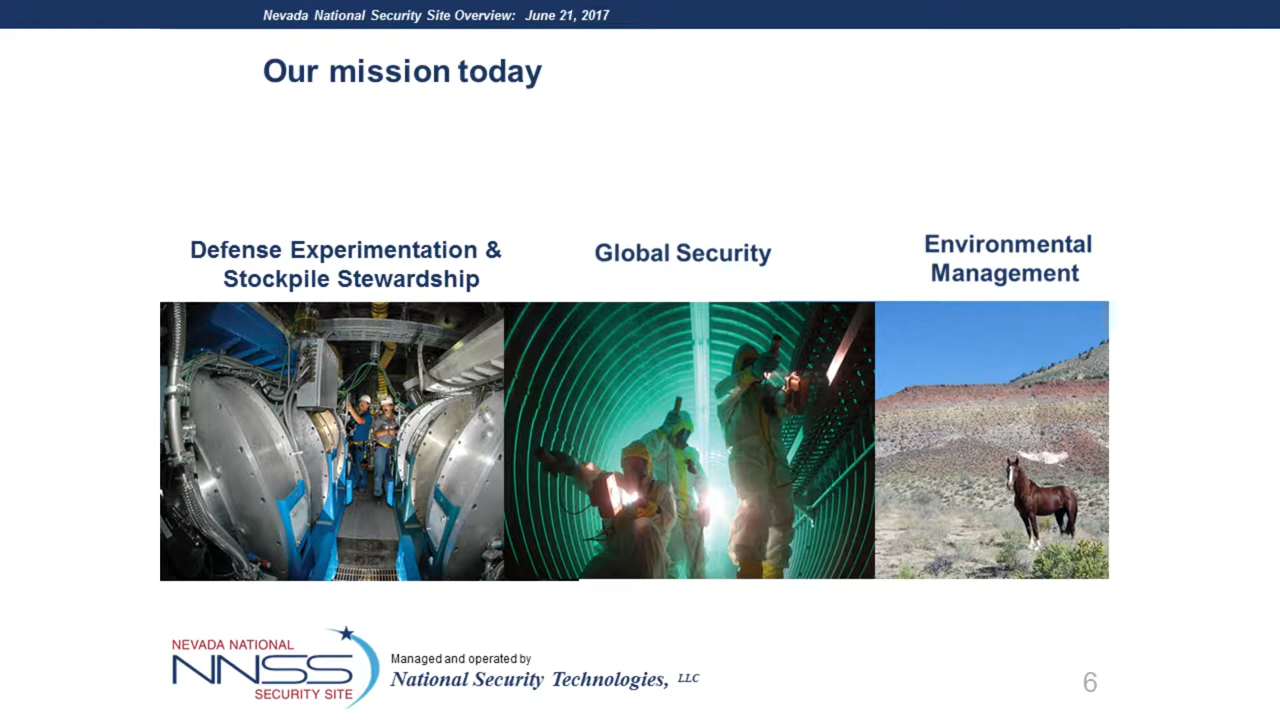 Nevada National Security Site Overview: June 21, 2017
Our mission today
Defense Experimentation &
Stockpile Stewardship
Global Security
Environmental
Management
NEVADA NATIONAL
NNSS
SECURITY SITE
Managed and operated by
National Security Technologies, LLC
6